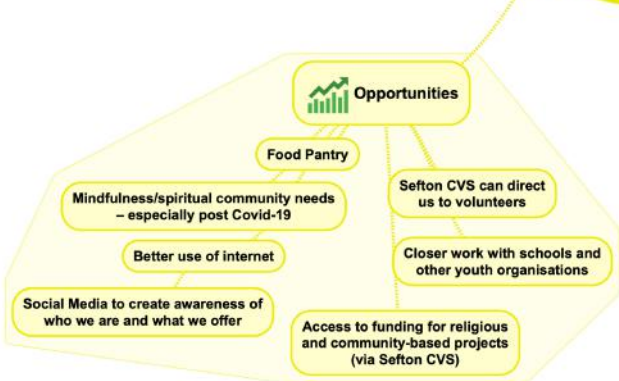 Opportunities
Food Pantry
Mindfulness/spiritual community needs
– especially post Covid-19
Better use of internet
Social Media to create awareness of
who we are and what we offer
Sefton CVS can direct
us to volunteers
Closer work with schools and
other youth organisations
Access to funding for religious
and community-based projects
(via Sefton CVS)